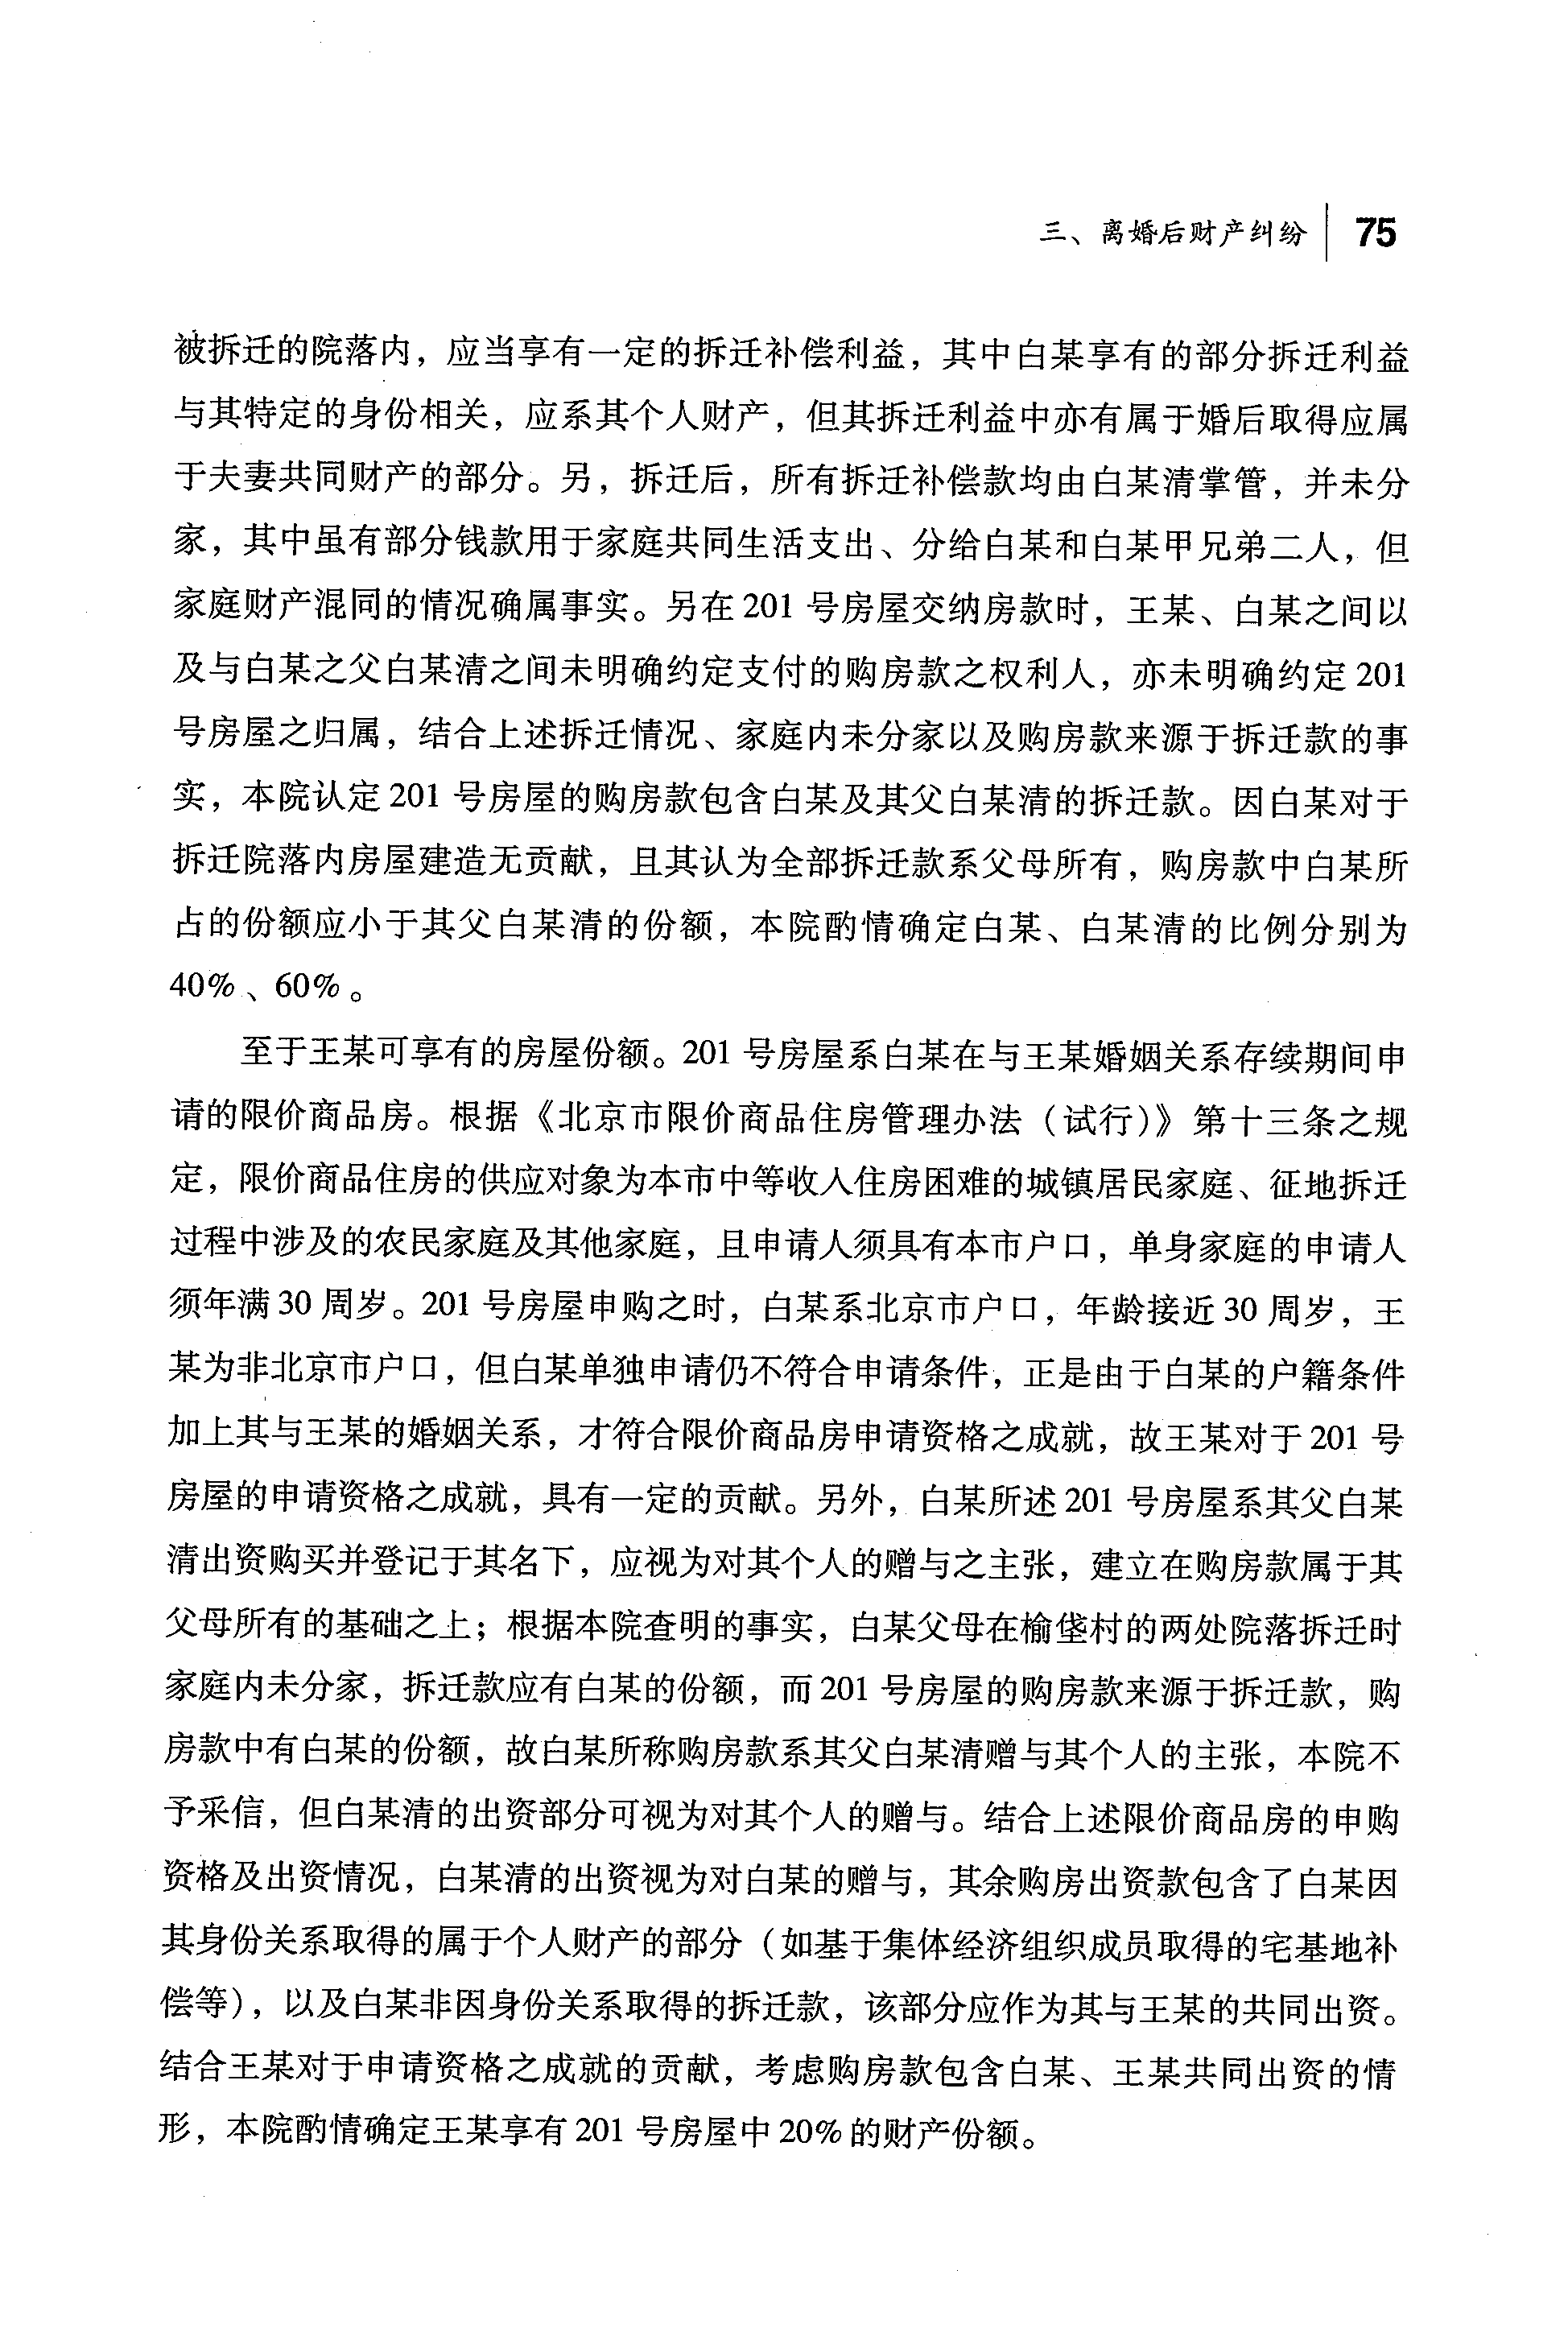 三、离婚后财产纠纷 75
被拆迁的院落内，应当享有一定的拆迁补偿利益，其中白某享有的部分拆迁利益
与其特定的身份相关，应系其个人财产，但其拆迁利益中亦有属于婚后取得应属
于夫妻共同财产的部分。另，拆迁后，所有拆迁补偿款均由白某清掌管，并未分
家，其中虽有部分钱款用于家庭共同生活支出、分给白某和白某甲兄弟二人，但
家庭财产混同的情况确属事实。另在201号房屋交纳房款时，王某、白某之间以
及与白某之父白某清之间未明确约定支付的购房款之权利人，亦未明确约定201
号房屋之归属，结合上述拆迁情况、家庭内未分家以及购房款来源于拆迁款的事
实，本院认定201号房屋的购房款包含白某及其父白某清的拆迁款。因白某对于
拆迁院落内房屋建造无贡献，且其认为全部拆迁款系父母所有，购房款中白某所
占的份额应小于其父白某清的份额，本院酌情确定白某、白某清的比例分别为
40%、60%。
至于王某可享有的房屋份额。201号房屋系白某在与王某婚姻关系存续期间申
请的限价商品房。根据《北京市限价商品住房管理办法（试行）》第十三条之规
定，限价商品住房的供应对象为本市中等收入住房困难的城镇居民家庭、征地拆迁
过程中涉及的农民家庭及其他家庭，且申请人须具有本市户口，单身家庭的申请人
须年满30周岁。201号房屋申购之时，白某系北京市户口，年龄接近30周岁，王
某为非北京市户口，但白某单独申请仍不符合申请条件，正是由于白某的户籍条件
加上其与王某的婚姻关系，才符合限价商品房申请资格之成就，故王某对于201号
房屋的申请资格之成就，具有一定的贡献。另外，白某所述201号房屋系其父白某
清出资购买并登记于其名下，应视为对其个人的赠与之主张，建立在购房款属于其
父母所有的基础之上；根据本院查明的事实，白某父母在榆垡村的两处院落拆迁时
家庭内未分家，拆迁款应有白某的份额，而201号房屋的购房款来源于拆迁款，购
房款中有白某的份额，故白某所称购房款系其父白某清赠与其个人的主张，本院不
予采信，但白某清的出资部分可视为对其个人的赠与。结合上述限价商品房的申购
资格及出资情况，白某清的出资视为对白某的赠与，其余购房出资款包含了白某因
其身份关系取得的属于个人财产的部分（如基于集体经济组织成员取得的宅基地补
偿等），以及白某非因身份关系取得的拆迁款，该部分应作为其与王某的共同出资。
结合王某对于申请资格之成就的贡献，考虑购房款包含白某、王某共同出资的情
形，本院酌情确定王某享有201号房屋中20%的财产份额。